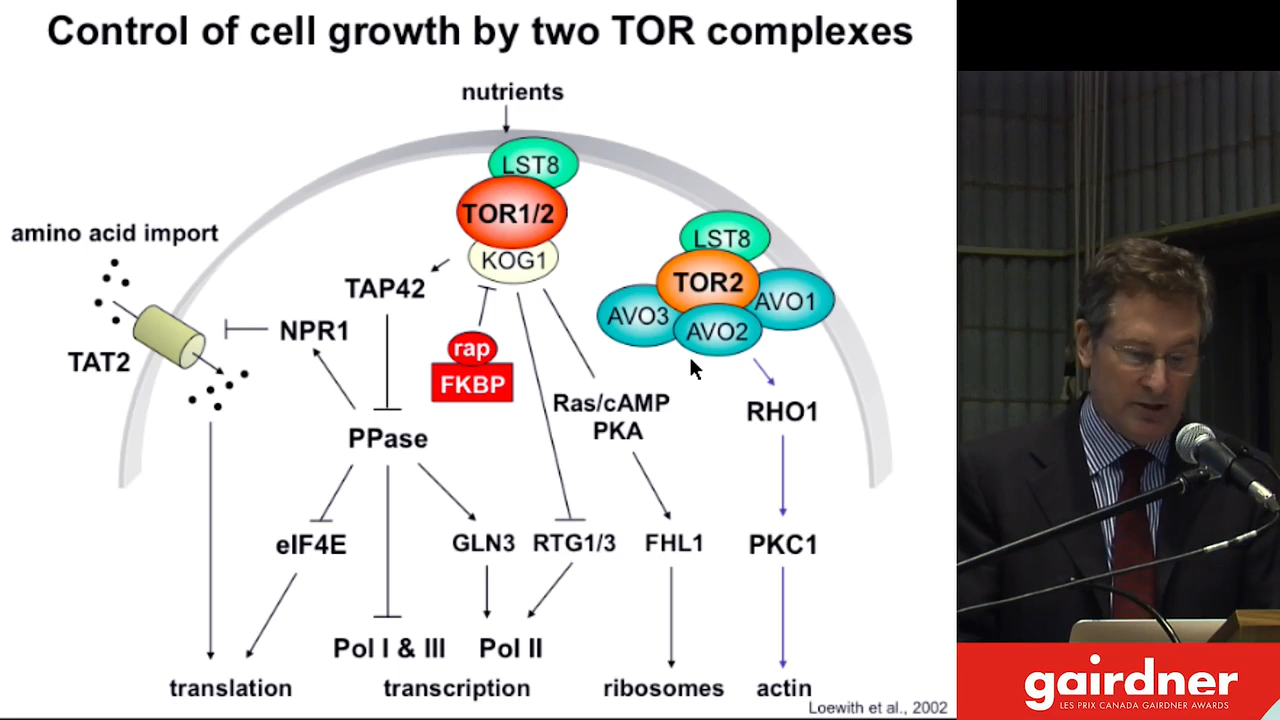 Control of cell growth by two TOR complexes
nutrients
LST8
TOR1/2
KOG1
amino acid import
TAT2
NPR1
TAP42
rap
FKBP
PPase
LST8
TOR2
AVO1
AVO3
AVO2
Ras/cAMP
PKA
RHO1
eIF4E
GLN3
RTG1/3
FHL1
PKC1
Pol I & III
Pol II
translation
transcription
ribosomes
actin
Loewith et al., 2002
gairdner
LES PRIX CANADA GAIRDNER AWARDS